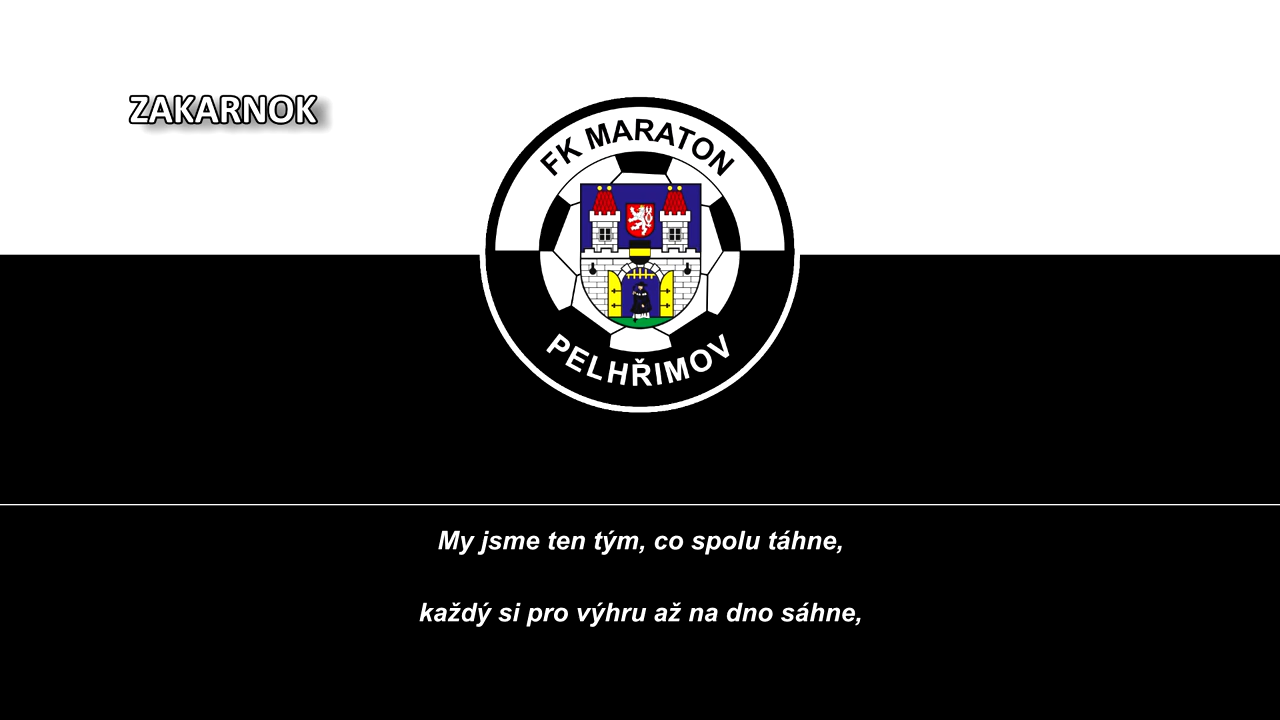 ZAKARNOK
FK MARATON
PELHŘIMOV
My jsme ten tým, co spolu táhne,
každý si pro výhru až na dno sáhne,